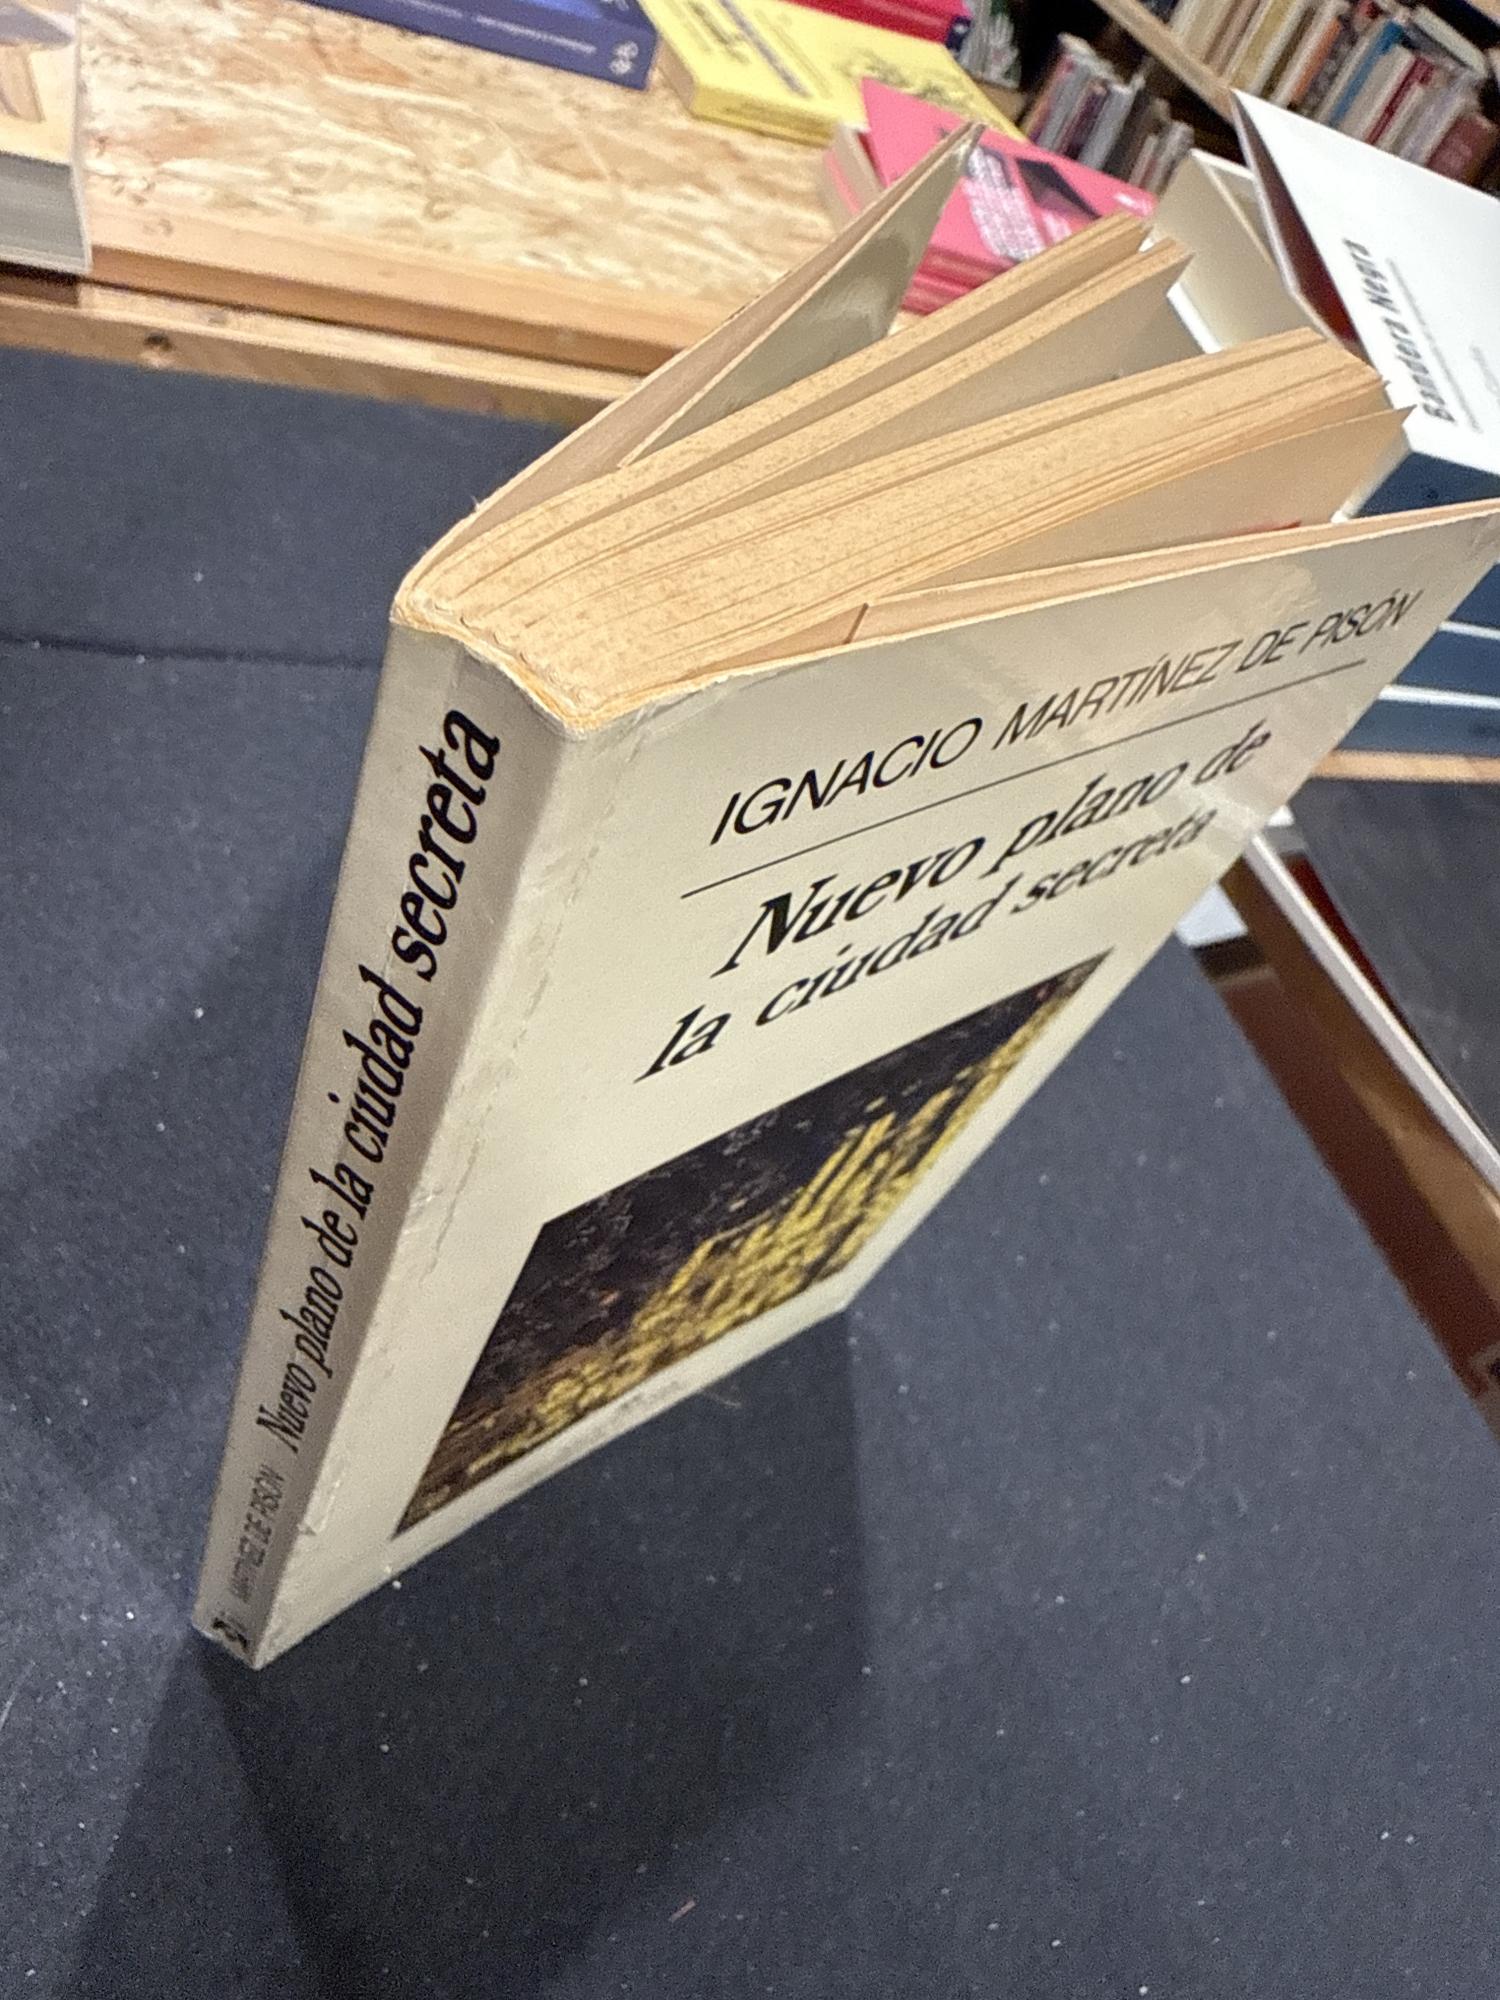 Nuevo plano de la ciudad secreta
MARTÍNEZ DE PISÓN
IGNACIO MARTÍNEZ DE PISÓN
Nuevo plano de
la ciudad secreta
Bandera Negra